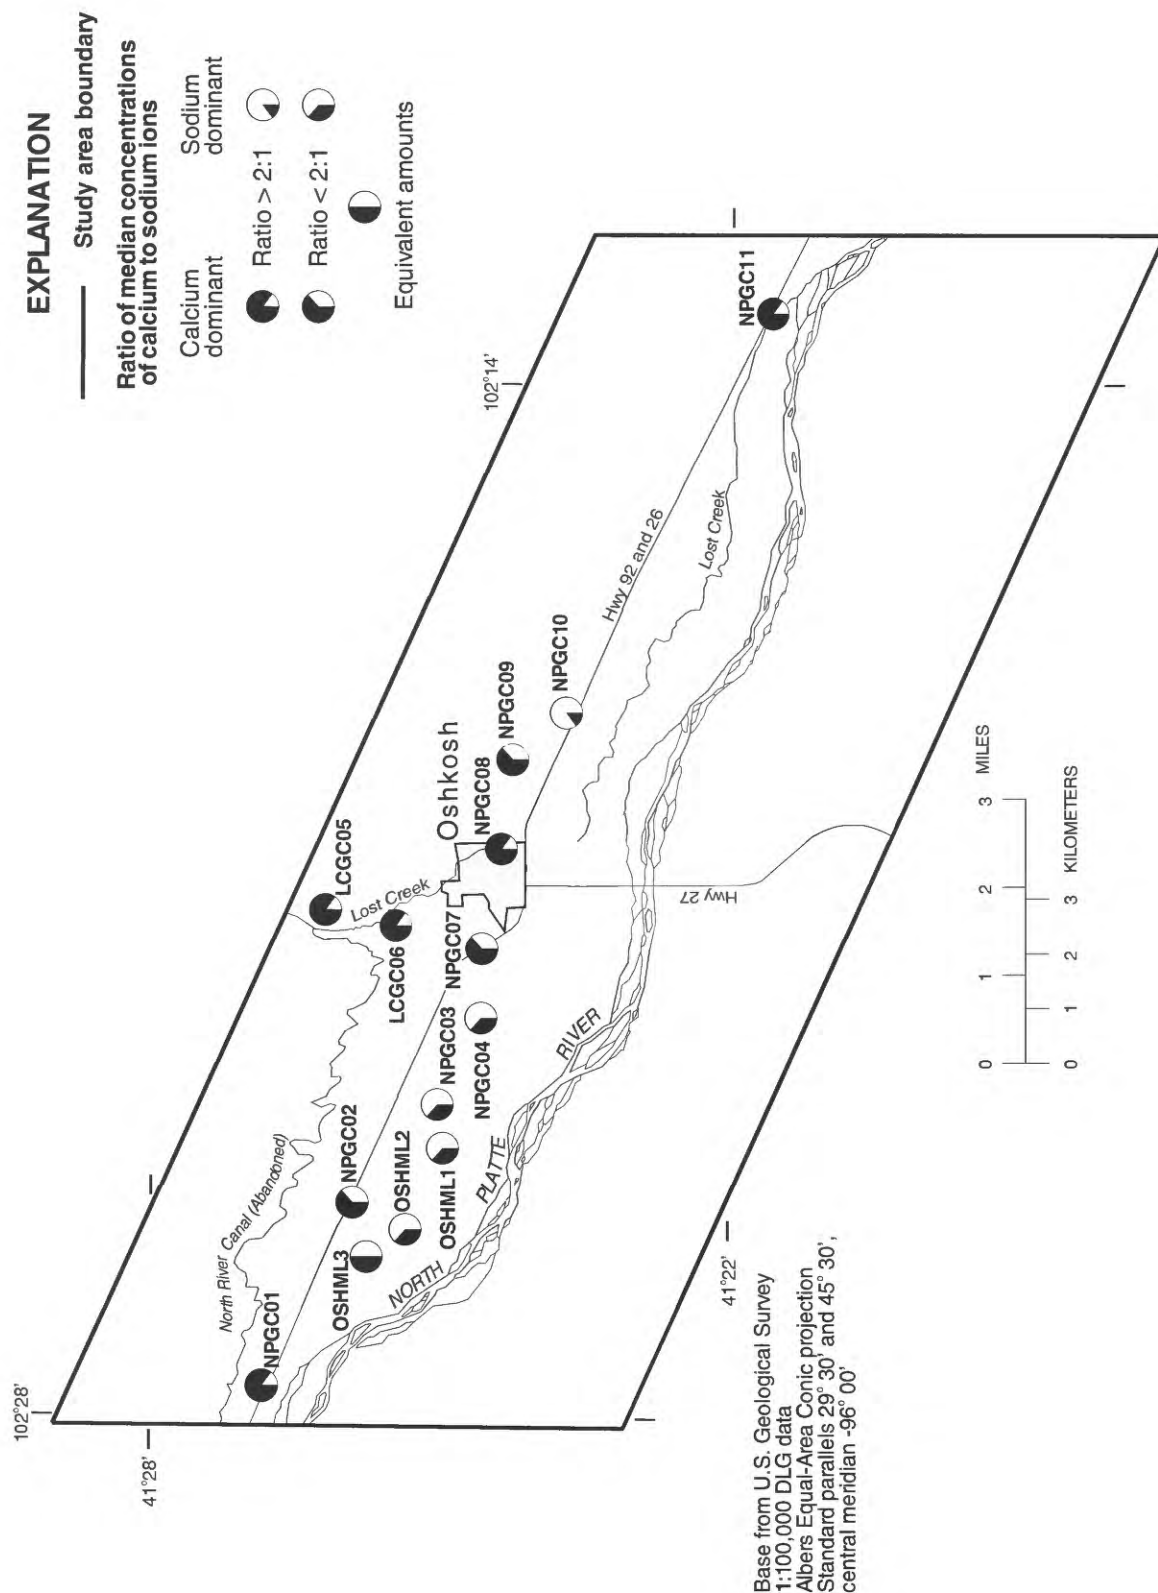 EXPLANATION
Study area boundary
Ratio of median concentrations
of calcium to sodium ions
Calcium
dominant
Sodium
dominant
Ratio > 2:1
Ratio < 2:1
Equivalent amounts
102°28'
102°14'
41°28'
41°22'
North River Canal (Abandoned)
NPGC01
NPGC02
OSHML3
OSHML2
OSHML1
NPGC03
NPGC04
LCGC05
LCGC06
Lost Creek
NPGC07
Oshkosh
NPGC08
NPGC09
NPGC10
NPGC11
Hwy 92 and 26
Lost Creek
Hwy 27
NORTH PLATTE RIVER
0 1 2 3 MILES
0 1 2 3 KILOMETERS
Base from U.S. Geological Survey
1:100,000 DLG data
Albers Equal-Area Conic projection
Standard parallels 29° 30' and 45° 30',
central meridian -96° 00'